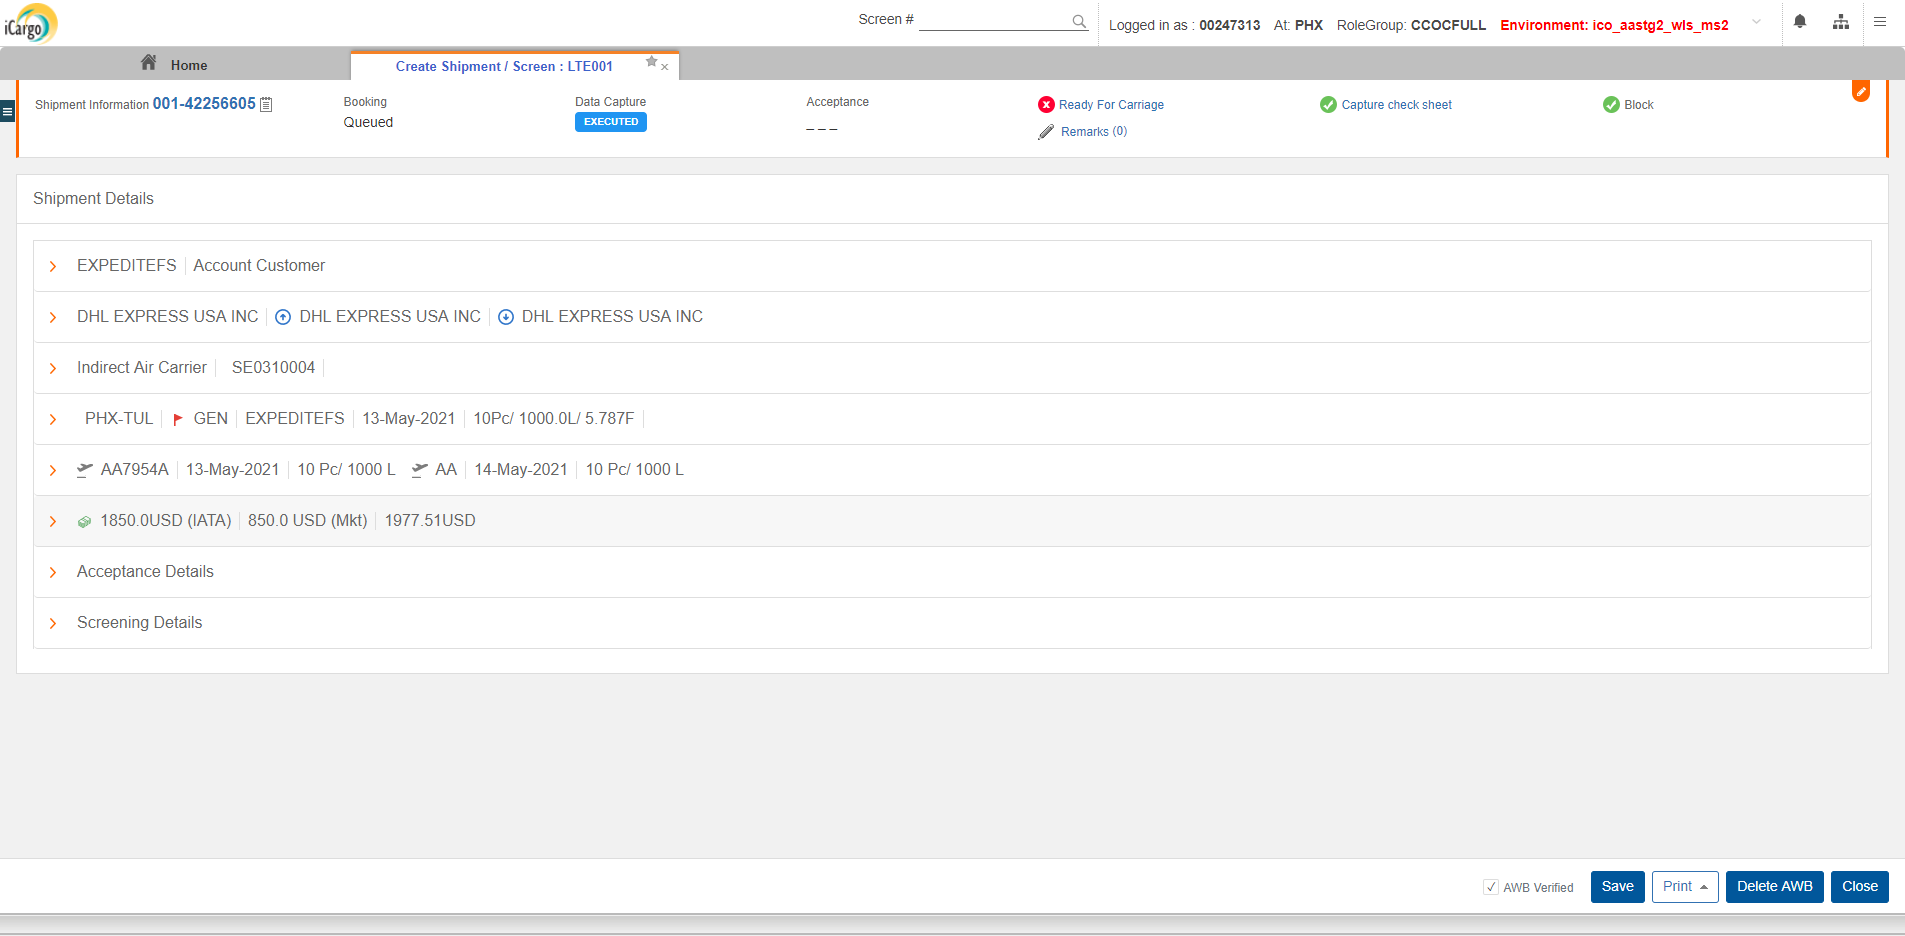 iCargo
Screen #
Logged in as : 00247313 At: PHX RoleGroup: CCOCFULL Environment: ico_aastg2_wls_ms2
Home
Create Shipment / Screen : LTE001
Shipment Information 001-42256605
Booking
Queued
Data Capture
EXECUTED
Acceptance
_ _ _
Ready For Carriage
Remarks (0)
Capture check sheet
Block
Shipment Details
EXPEDITEFS Account Customer
DHL EXPRESS USA INC DHL EXPRESS USA INC DHL EXPRESS USA INC
Indirect Air Carrier SE0310004
PHX-TUL GEN EXPEDITEFS 13-May-2021 10Pc/ 1000.0L/ 5.787F
AA7954A 13-May-2021 10 Pc/ 1000 L AA 14-May-2021 10 Pc/ 1000 L
1850.0USD (IATA) 850.0 USD (Mkt) 1977.51USD
Acceptance Details
Screening Details
AWB Verified Save Print Delete AWB Close